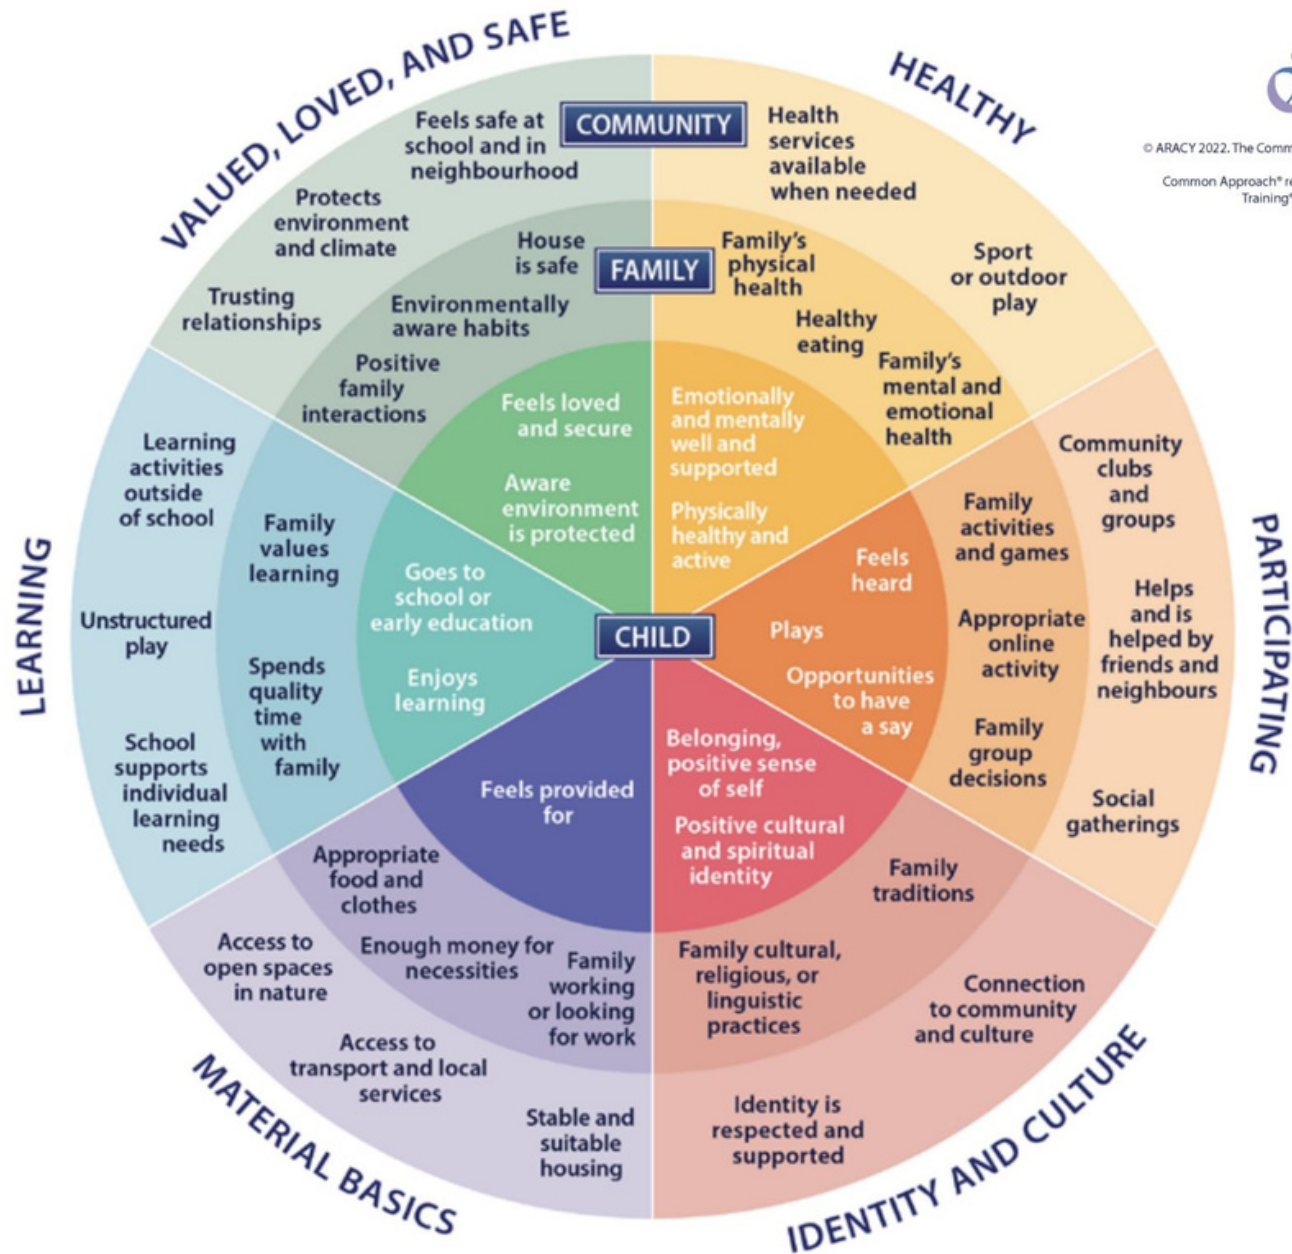 VALUED, LOVED, AND SAFE
HEALTHY
PARTICIPATING
IDENTITY AND CULTURE
MATERIAL BASICS
LEARNING
© ARACY 2022. The Comm
Common Approach® re
Training®
COMMUNITY
FAMILY
CHILD
Feels safe at
school and in
neighbourhood
Protects
environment
and climate
Trusting
relationships
House
is safe
Environmentally
aware habits
Positive
family
interactions
Feels loved
and secure
Aware
environment
is protected
Health
services
available
when needed
Sport
or outdoor
play
Family's
physical
health
Healthy
eating
Family's
mental and
emotional
health
Emotionally
and mentally
well and
supported
Physically
healthy and
active
Community
clubs
and
groups
Helps
and is
helped by
friends and
neighbours
Social
gatherings
Family
activities
and games
Appropriate
online
activity
Family
group
decisions
Feels
heard
Plays
Opportunities
to have
a say
Belonging,
positive sense
of self
Positive cultural
and spiritual
identity
Family
traditions
Family cultural,
religious, or
linguistic
practices
Connection
to community
and culture
Identity is
respected and
supported
Feels provided
for
Appropriate
food and
clothes
Enough money for
necessities
Family
working
or looking
for work
Access to
open spaces
in nature
Access to
transport and local
services
Stable and
suitable
housing
Goes to
school or
early education
Enjoys
learning
Family
values
learning
Spends
quality
time
with
family
Learning
activities
outside
of school
Unstructured
play
School
supports
individual
learning
needs